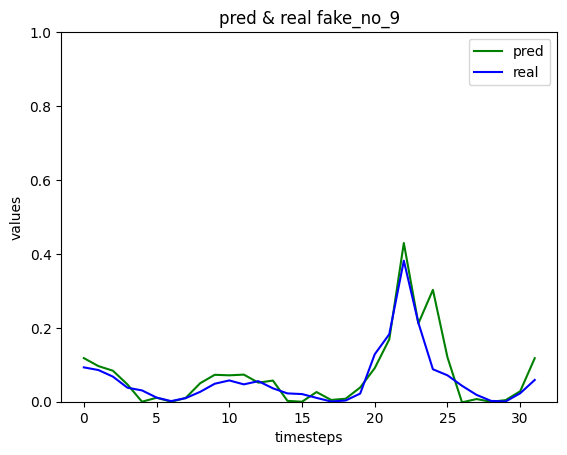 pred & real fake_no_9
pred
real
values
1.0
0.8
0.6
0.4
0.2
0.0
0 5 10 15 20 25 30
timesteps